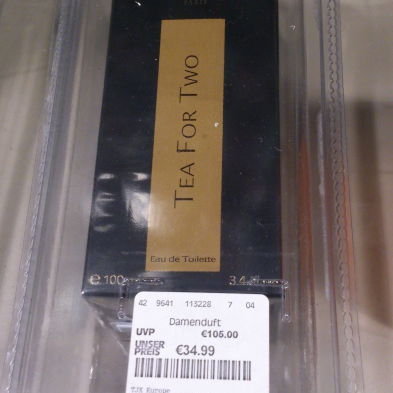 PARIS
TEA FOR TWO
Eau de Toilette
℮ 100
3.4
42 9641 113228 7 04
Damenduft
UVP €105.00
UNSER PREIS €34.99
TJX Europe